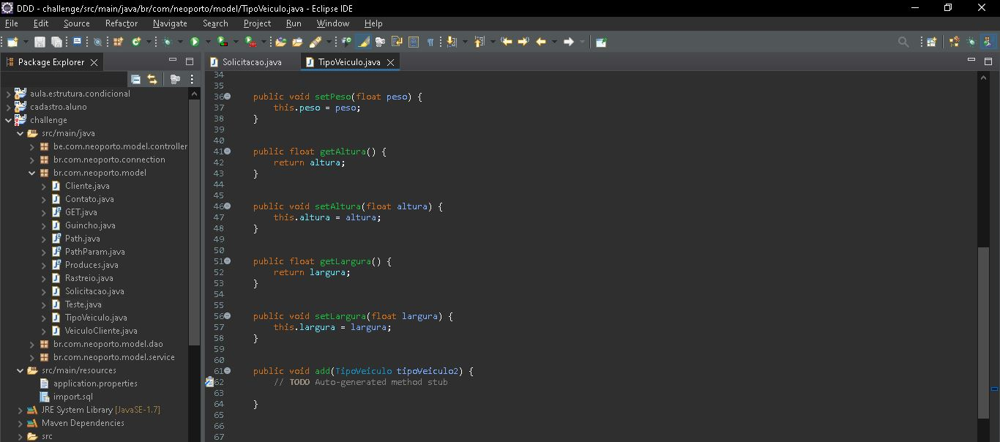 DDD - challenge/src/main/java/br/com/neoporto/model/TipoVeiculo.java - Eclipse IDE
File Edit Source Refactor Navigate Search Project Run Window Help
Package Explorer
Solicitacao.java
TipoVeiculo.java
aula.estrutura.condicional
cadastro.aluno
challenge
src/main/java
be.com.neoporto.model.controller
br.com.neoporto.connection
br.com.neoporto.model
Cliente.java
Contato.java
GET.java
Guincho.java
Path.java
PathParam.java
Produces.java
Rastreio.java
Solicitacao.java
Teste.java
TipoVeiculo.java
VeiculoCliente.java
br.com.neoporto.model.dao
br.com.neoporto.model.service
src/main/resources
application.properties
import.sql
JRE System Library [JavaSE-1.7]
Maven Dependencies
src
34
35
36 public void setPeso(float peso) {
37 this.peso = peso;
38 }
39
40
41 public float getAltura() {
42 return altura;
43 }
44
45
46 public void setAltura(float altura) {
47 this.altura = altura;
48 }
49
50
51 public float getLargura() {
52 return largura;
53 }
54
55
56 public void setLargura(float largura) {
57 this.largura = largura;
58 }
59
60
61 public void add(TipoVeiculo tipoVeiculo2) {
62 // TODO Auto-generated method stub
63
64 }
65
66
67